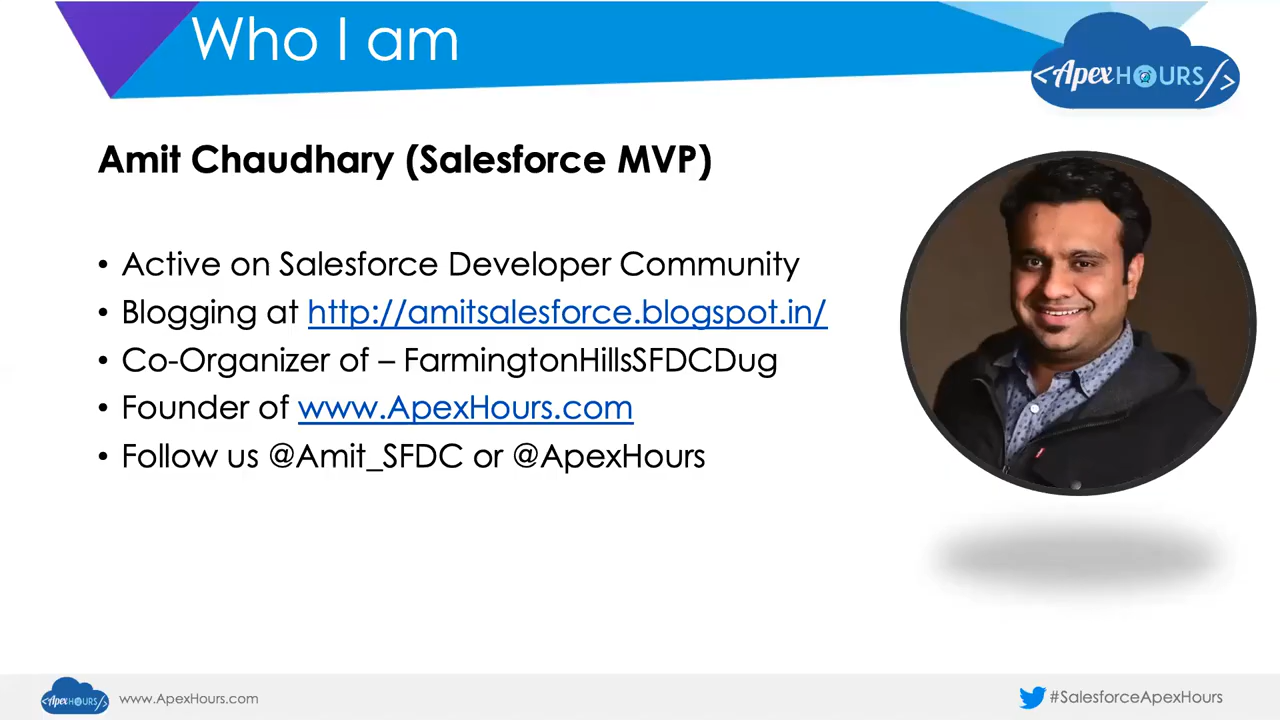 Who I am
<ApexHOURS/>
Amit Chaudhary (Salesforce MVP)
• Active on Salesforce Developer Community
• Blogging at http://amitsalesforce.blogspot.in/
• Co-Organizer of – FarmingtonHillsSFDCDug
• Founder of www.ApexHours.com
• Follow us @Amit_SFDC or @ApexHours
<ApexHOURS/>
www.ApexHours.com
#SalesforceApexHours